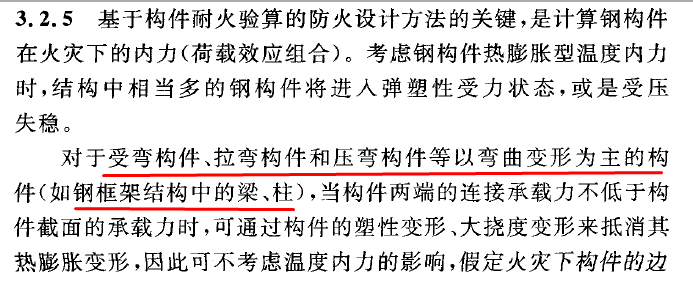 3.2.5 基于构件耐火验算的防火设计方法的关键,是计算钢构件
在火灾下的内力(荷载效应组合)。考虑钢构件热膨胀型温度内力
时,结构中相当多的钢构件将进入弹塑性受力状态,或是受压
失稳。
对于受弯构件、拉弯构件和压弯构件等以弯曲变形为主的构
件(如钢框架结构中的梁、柱),当构件两端的连接承载力不低于构
件截面的承载力时,可通过构件的塑性变形、大挠度变形来抵消其
热膨胀变形,因此可不考虑温度内力的影响,假定火灾下构件的边